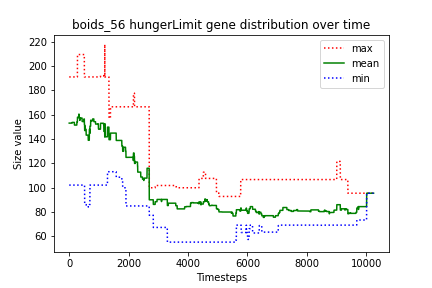 boids_56 hungerLimit gene distribution over time
max
mean
min
Size value
220
200
180
160
140
120
100
80
60
0 2000 4000 6000 8000 10000
Timesteps